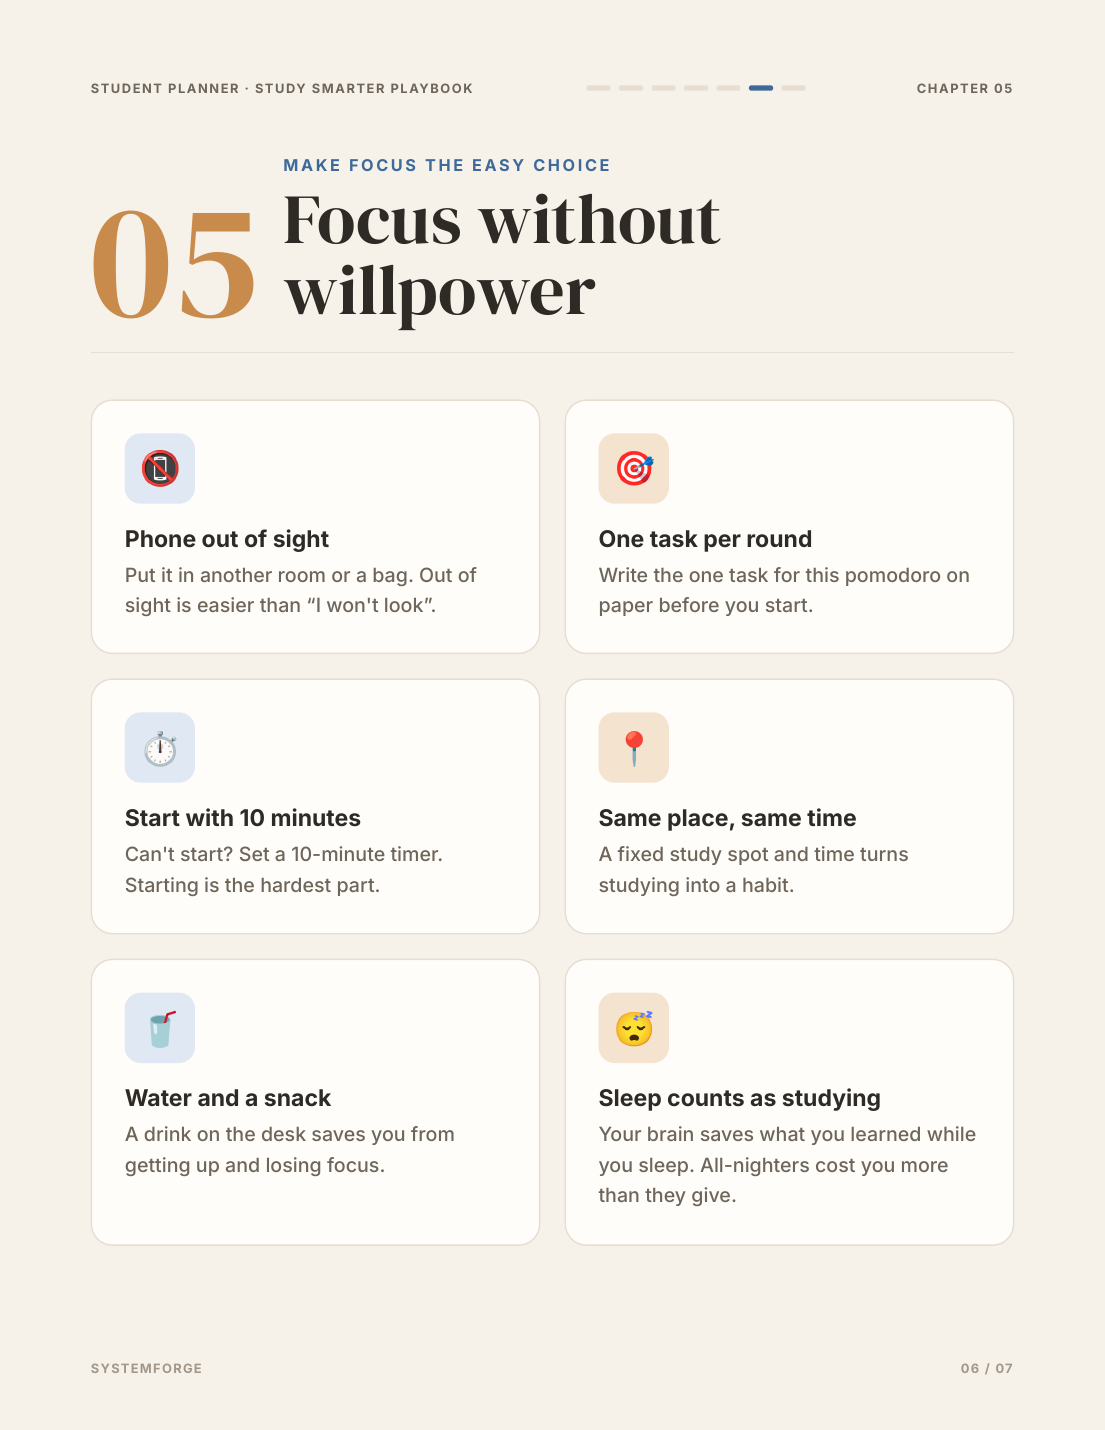 STUDENT PLANNER · STUDY SMARTER PLAYBOOK
CHAPTER 05
MAKE FOCUS THE EASY CHOICE
05
Focus without
willpower
Phone out of sight
Put it in another room or a bag. Out of
sight is easier than “I won't look”.
One task per round
Write the one task for this pomodoro on
paper before you start.
Start with 10 minutes
Can't start? Set a 10-minute timer.
Starting is the hardest part.
Same place, same time
A fixed study spot and time turns
studying into a habit.
Water and a snack
A drink on the desk saves you from
getting up and losing focus.
Sleep counts as studying
Your brain saves what you learned while
you sleep. All-nighters cost you more
than they give.
SYSTEMFORGE
06 / 07